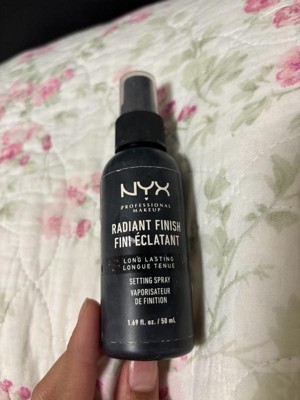 NYX
PROFESSIONAL
MAKEUP
RADIANT FINISH
FINI ÉCLATANT
LONG LASTING
LONGUE TENUE
SETTING SPRAY
VAPORISATEUR
DE FINITION
1.69 fl. oz. / 50 mL